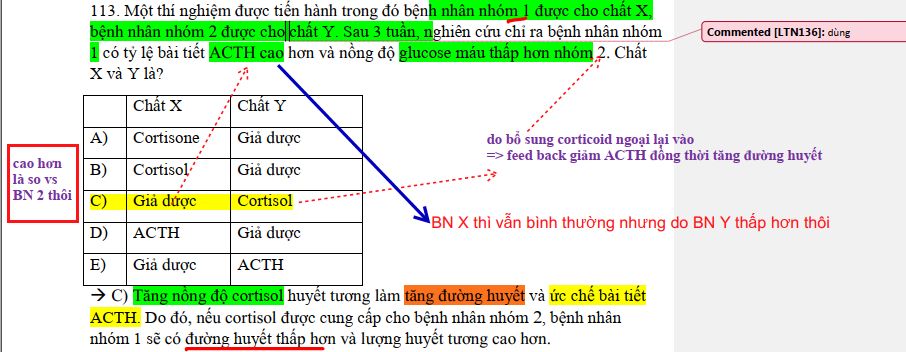 113. Một thí nghiệm được tiến hành trong đó bệnh nhân nhóm 1 được cho chất X,
bệnh nhân nhóm 2 được cho chất Y. Sau 3 tuần, nghiên cứu chỉ ra bệnh nhân nhóm
1 có tỷ lệ bài tiết ACTH cao hơn và nồng độ glucose máu thấp hơn nhóm 2. Chất
X và Y là?
Commented [LTN136]: dùng
Chất X Chất Y
A) Cortisone Giả dược
B) Cortisol Giả dược
C) Giả dược Cortisol
D) ACTH Giả dược
E) Giả dược ACTH
cao hơn
là so vs
BN 2 thôi
do bổ sung corticoid ngoại lại vào
=> feed back giảm ACTH đồng thời tăng đường huyết
BN X thì vẫn bình thường nhưng do BN Y thấp hơn thôi
→ C) Tăng nồng độ cortisol huyết tương làm tăng đường huyết và ức chế bài tiết
ACTH. Do đó, nếu cortisol được cung cấp cho bệnh nhân nhóm 2, bệnh nhân
nhóm 1 sẽ có đường huyết thấp hơn và lượng huyết tương cao hơn.